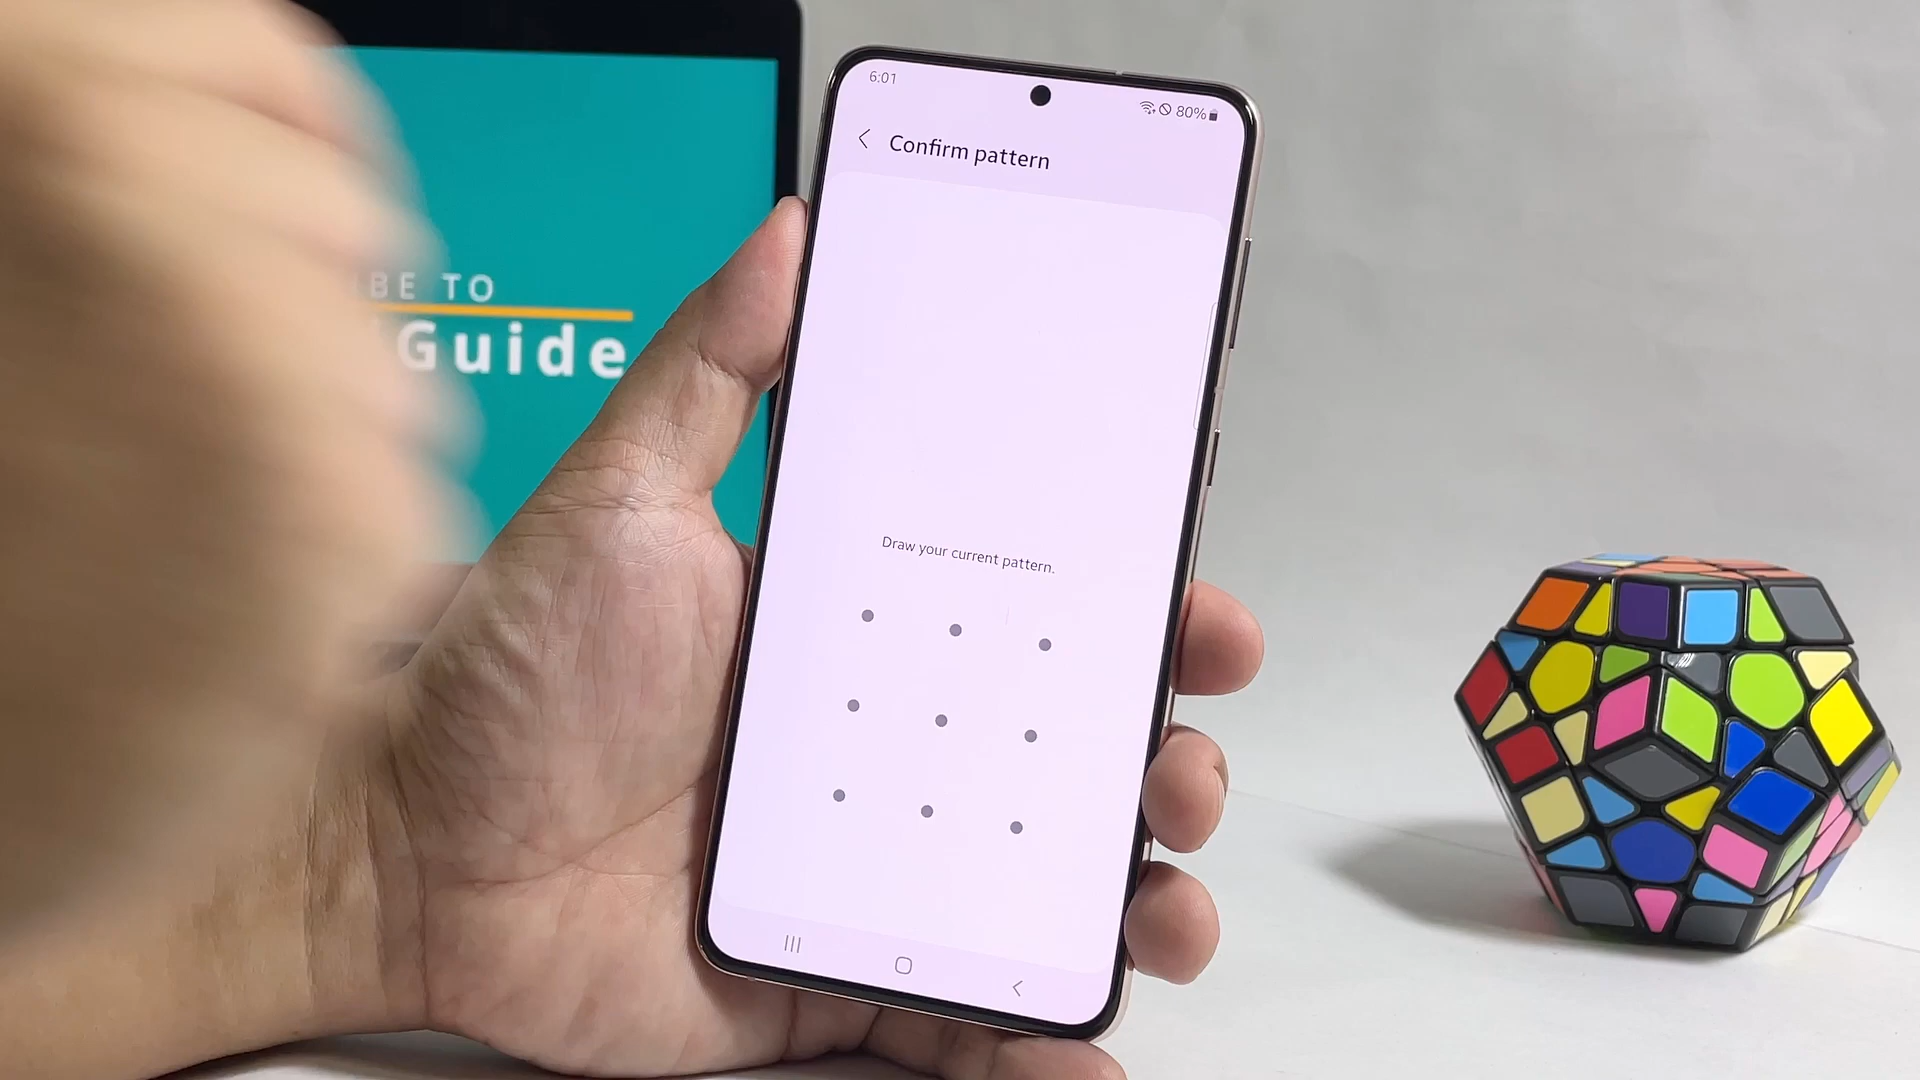 BE TO
Guide
6:01
80%
Confirm pattern
Draw your current pattern.